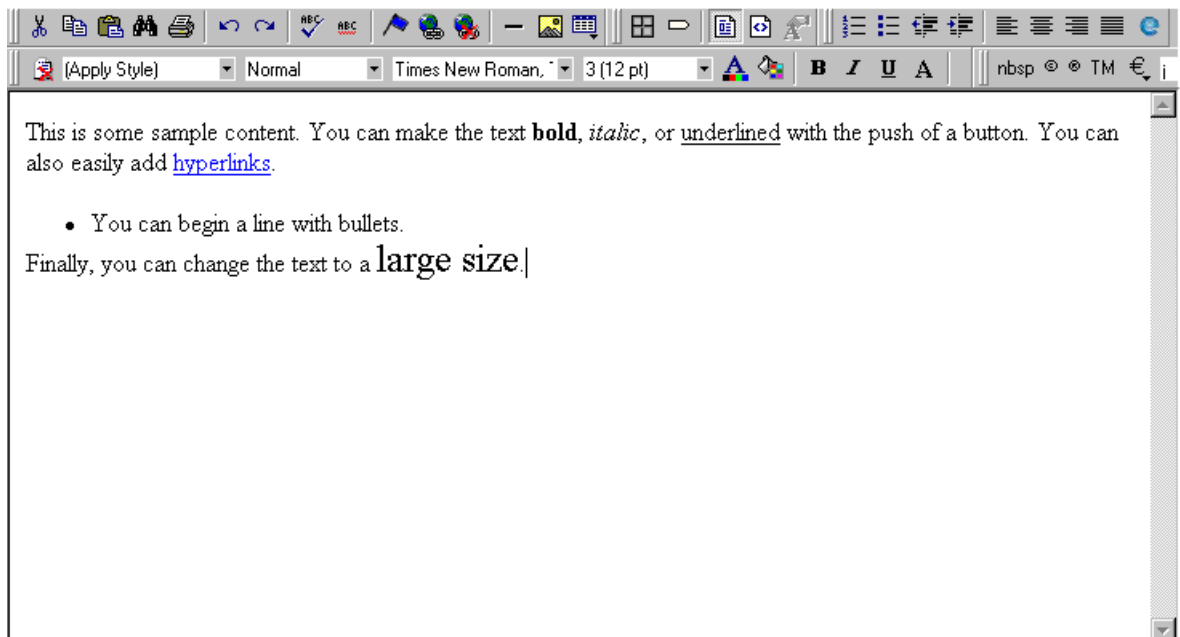 ABC ABC
(Apply Style) Normal Times New Roman, 3 (12 pt) A B I U A nbsp © ® TM €
This is some sample content. You can make the text bold, italic, or underlined with the push of a button. You can
also easily add hyperlinks.
• You can begin a line with bullets.
Finally, you can change the text to a large size.